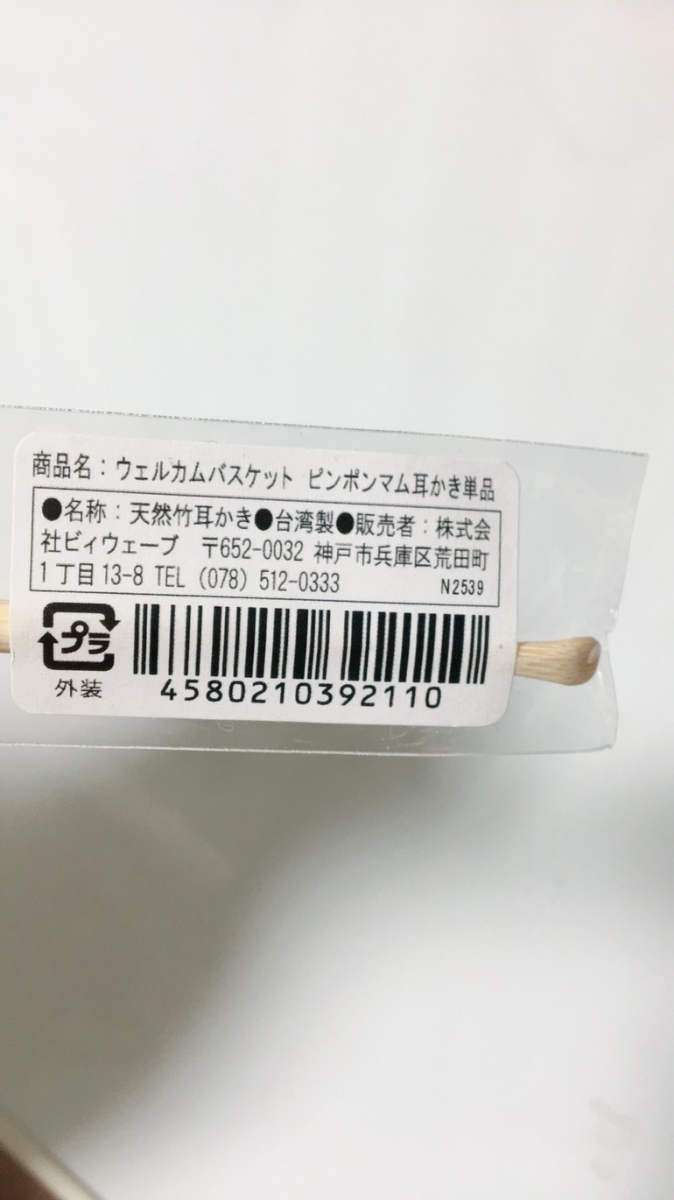 商品名：ウェルカムバスケット ピンポンマム耳かき単品
●名称：天然竹耳かき●台湾製●販売者：株式会
社ビィウェーブ 〒652-0032 神戸市兵庫区荒田町
1丁目13-8 TEL (078) 512-0333 N2539
プラ
外装
4580210392110